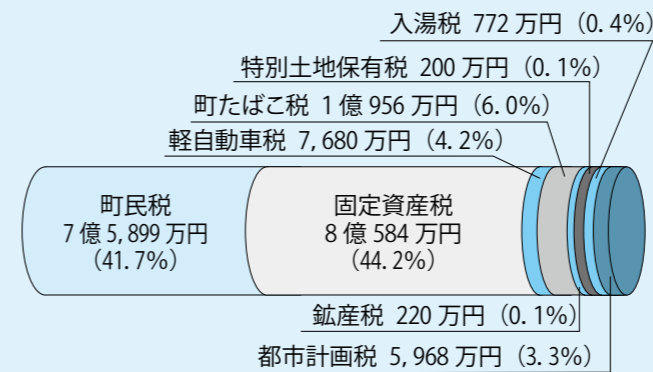 入湯税 772 万円（0.4%）
特別土地保有税 200 万円（0.1%）
町たばこ税 1 億 956 万円（6.0%）
軽自動車税 7,680 万円（4.2%）
町民税
7 億 5,899 万円
（41.7%）
固定資産税
8 億 584 万円
（44.2%）
鉱産税 220 万円（0.1%）
都市計画税 5,968 万円（3.3%）